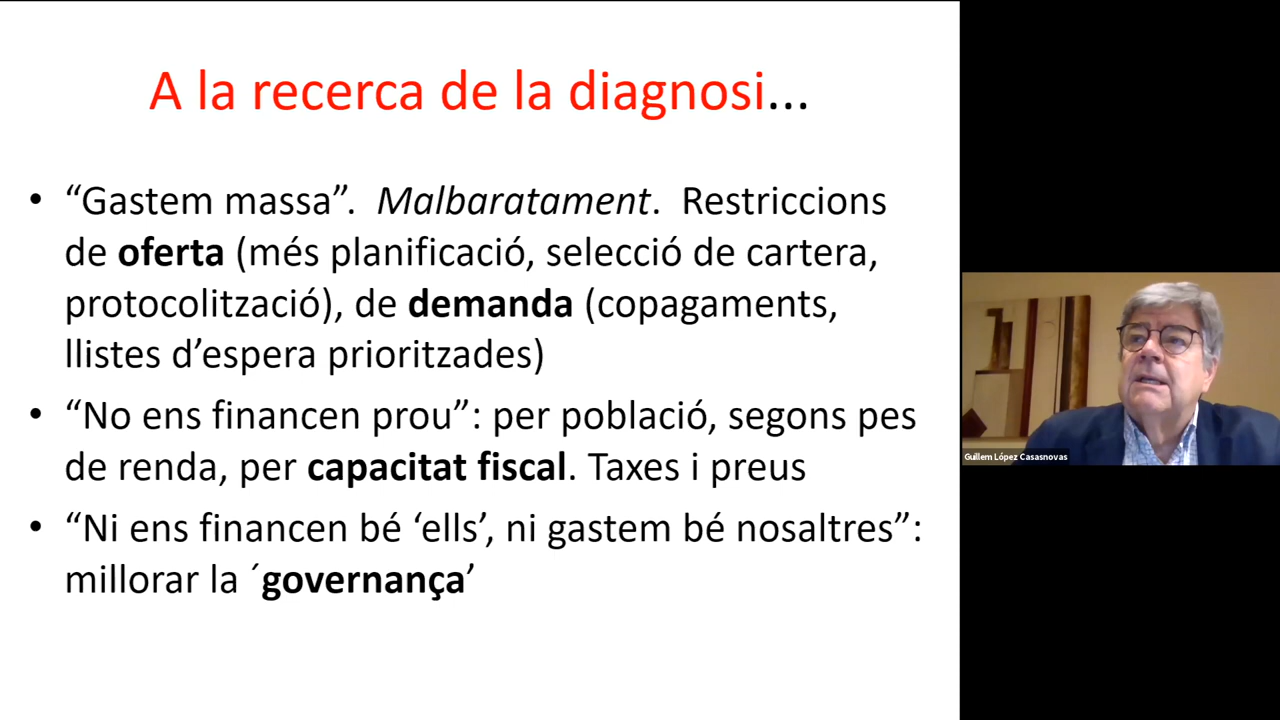 A la recerca de la diagnosi...
• “Gastem massa”. Malbaratament. Restriccions
de oferta (més planificació, selecció de cartera,
protocolització), de demanda (copagaments,
llistes d’espera prioritzades)
• “No ens financen prou”: per població, segons pes
de renda, per capacitat fiscal. Taxes i preus
• “Ni ens financen bé ‘ells’, ni gastem bé nosaltres”:
millorar la ´governança’
Guillem López Casasnovas